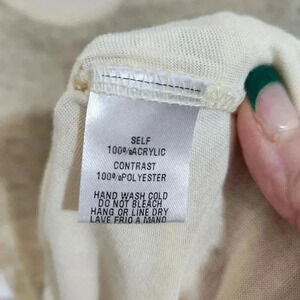 SELF
100%ACRYLIC
CONTRAST
100%POLYESTER
HAND WASH COLD
DO NOT BLEACH
HANG OR LINE DRY
LAVE FRIO A MANO